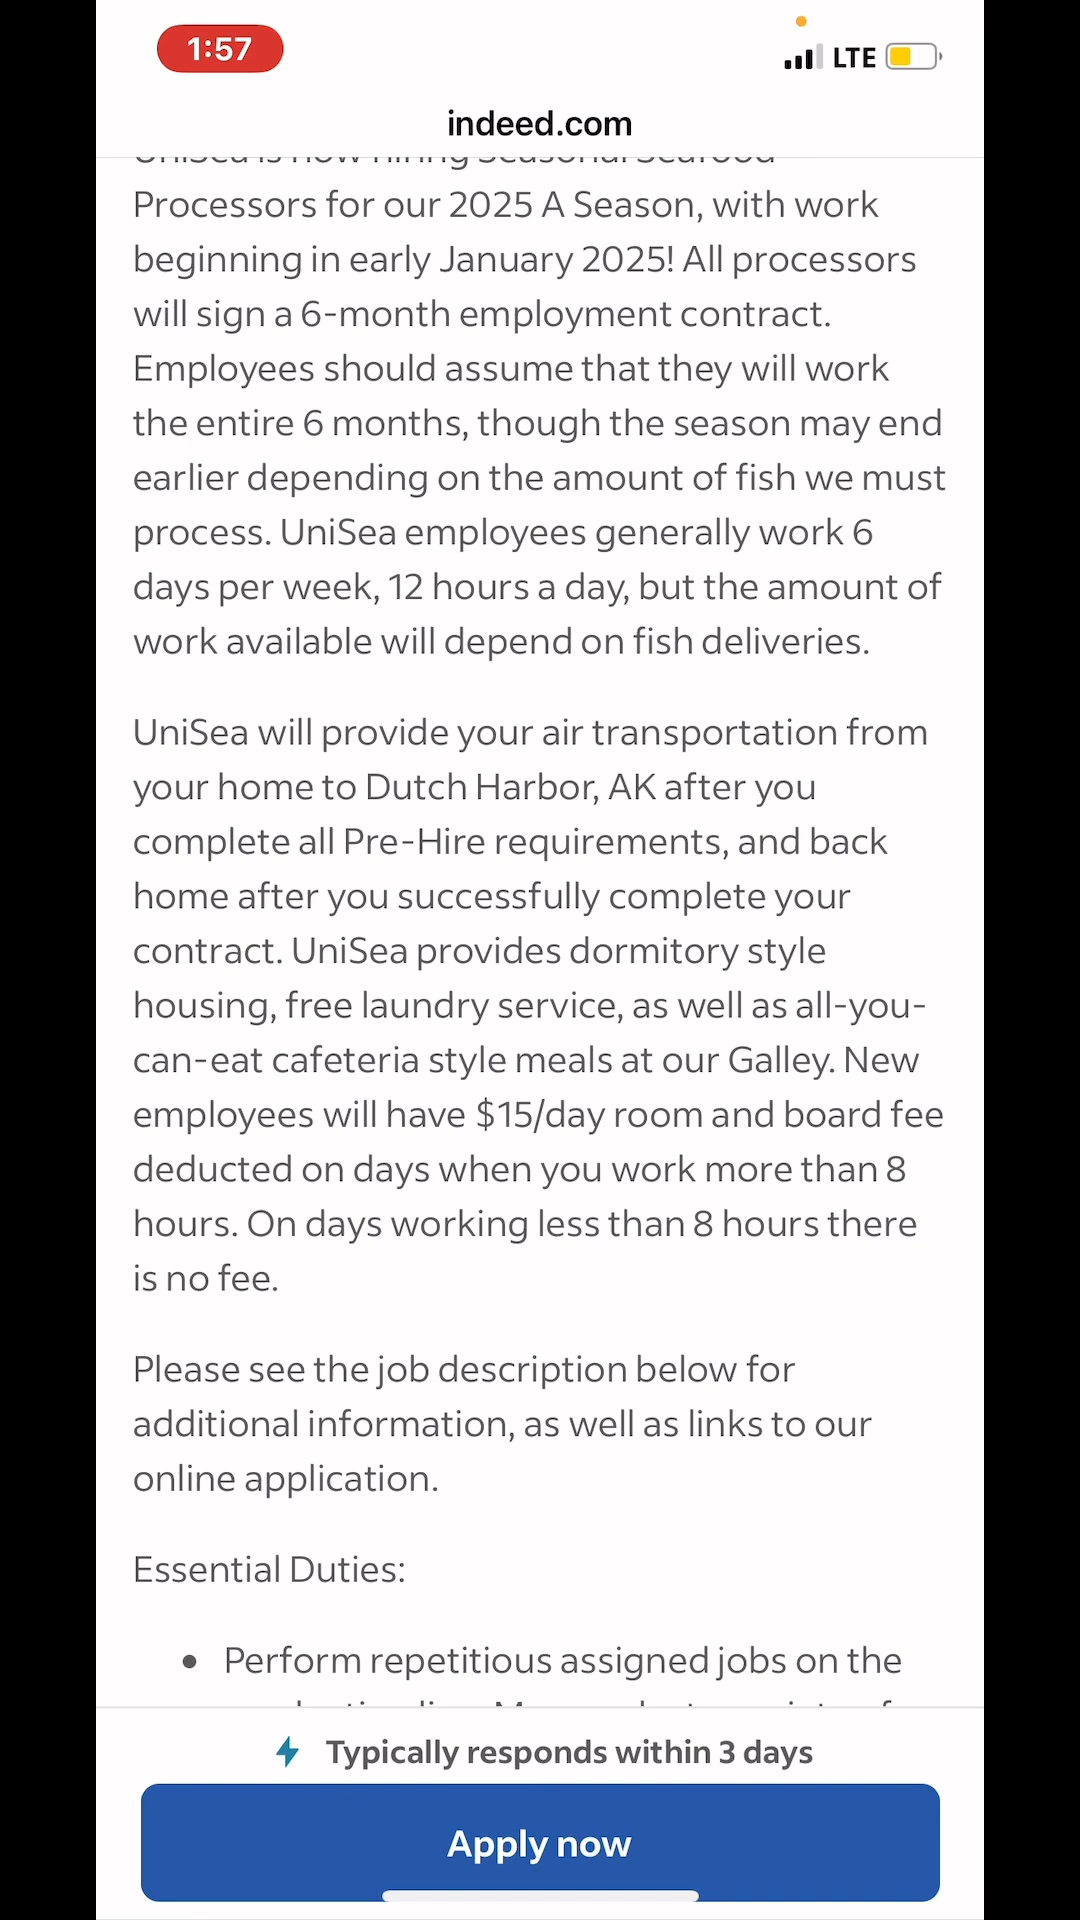 1:57
LTE
indeed.com
UniSea is now hiring Seasonal Seafood
Processors for our 2025 A Season, with work
beginning in early January 2025! All processors
will sign a 6-month employment contract.
Employees should assume that they will work
the entire 6 months, though the season may end
earlier depending on the amount of fish we must
process. UniSea employees generally work 6
days per week, 12 hours a day, but the amount of
work available will depend on fish deliveries.
UniSea will provide your air transportation from
your home to Dutch Harbor, AK after you
complete all Pre-Hire requirements, and back
home after you successfully complete your
contract. UniSea provides dormitory style
housing, free laundry service, as well as all-you-
can-eat cafeteria style meals at our Galley. New
employees will have $15/day room and board fee
deducted on days when you work more than 8
hours. On days working less than 8 hours there
is no fee.
Please see the job description below for
additional information, as well as links to our
online application.
Essential Duties:
• Perform repetitious assigned jobs on the
Typically responds within 3 days
Apply now